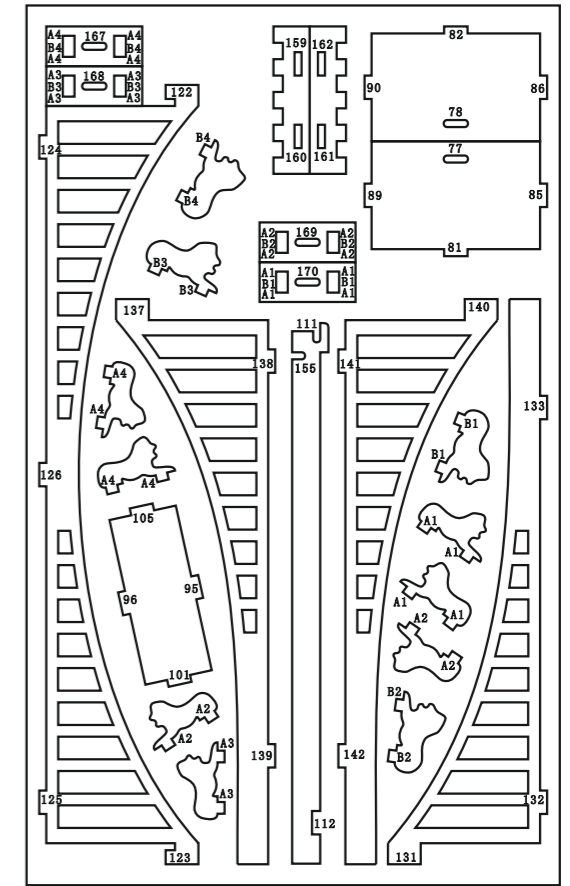 A4 167 A4
B4 B4
A4 A4
A3 168 A3
B3 B3
A3 A3
122
159 162
160 161
82
90 86
78
77
89 85
81
124
B4
B4
B3
B3
A2 169 A2
B2 B2
A2 A2
A1 170 A1
B1 B1
A1 A1
137
111
140
138
155
141
A4
A4
133
B1
B1
126
A4
A4
105
A1
A1
95
96
A1
A1
A2
A2
101
A2
A2
B2
B2
A3
A3
139
142
125
132
112
123
131